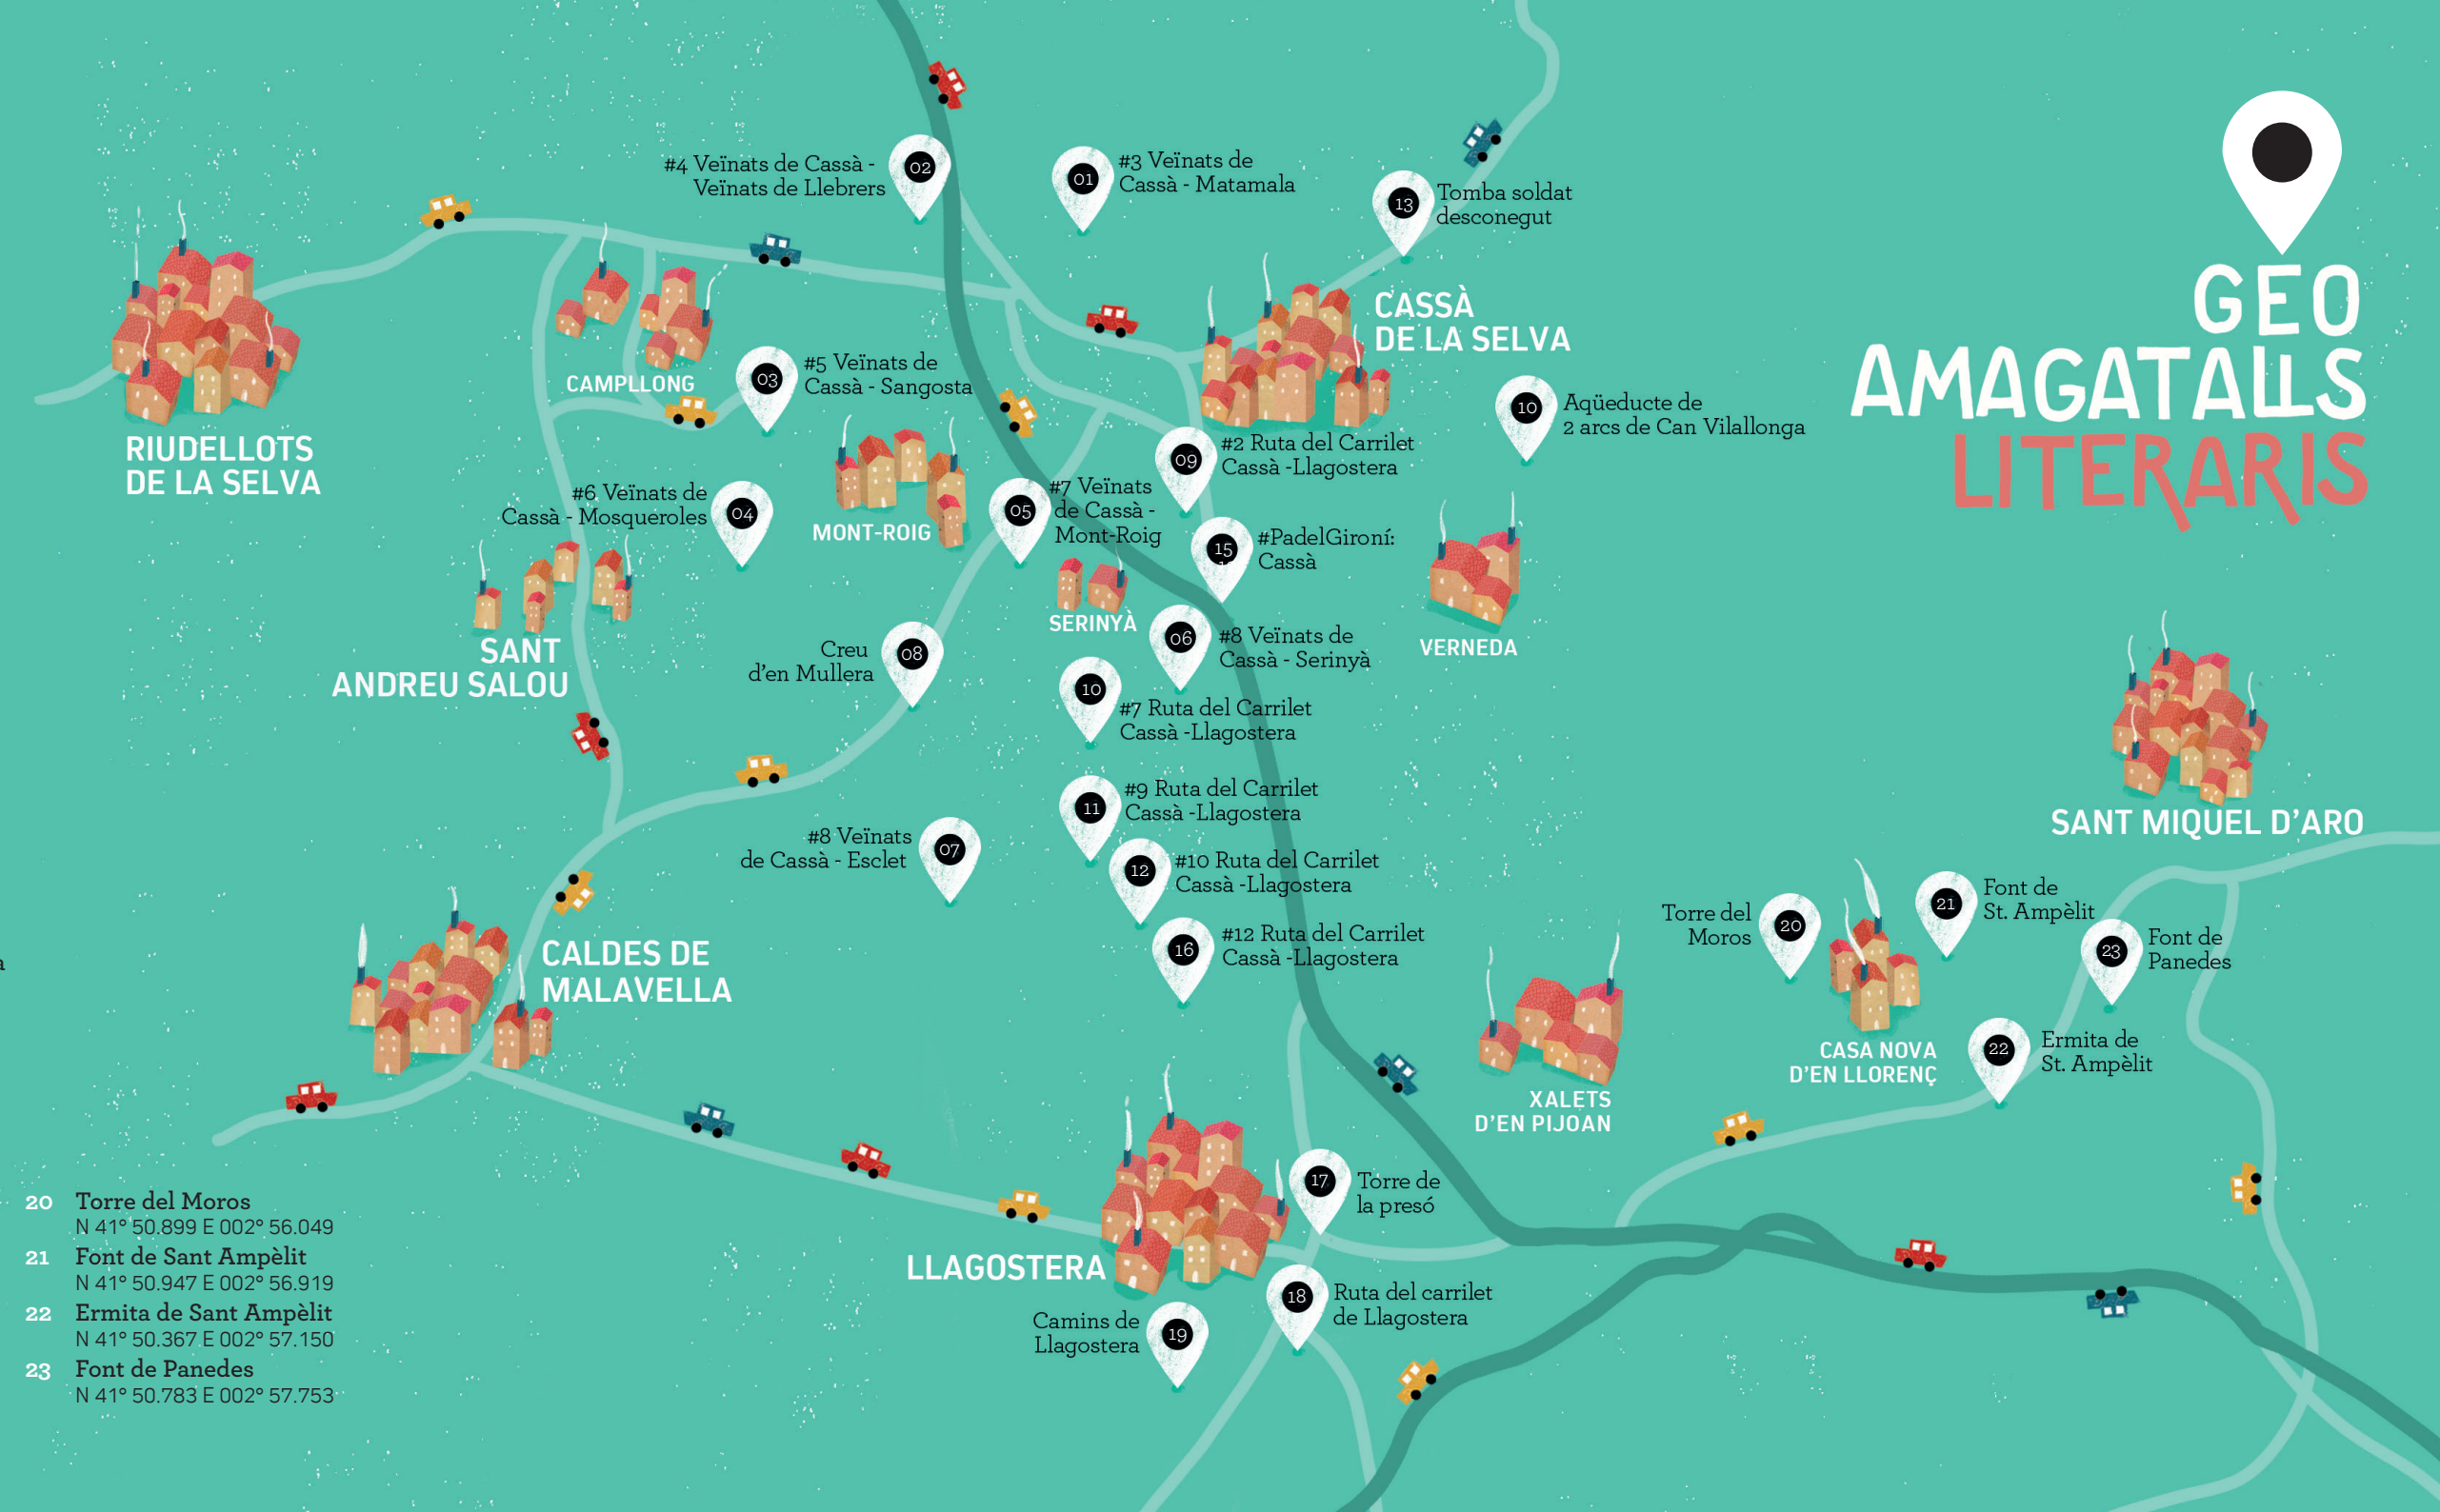 GEO
AMAGATALLS
LITERARIS
02
#4 Veïnats de Cassà -
Veïnats de Llebrers
01
#3 Veïnats de
Cassà - Matamala
13
Tomba soldat
desconegut
CASSÀ
DE LA SELVA
RIUDELLOTS
DE LA SELVA
CAMPLLONG
03
#5 Veïnats de
Cassà - Sangosta
10
Aqüeducte de
2 arcs de Can Vilallonga
09
#2 Ruta del Carrilet
Cassà -Llagostera
#6 Veïnats de
Cassà - Mosqueroles
04
MONT-ROIG
05
#7 Veïnats
de Cassà -
Mont-Roig
15
#PadelGironí:
Cassà
SERINYÀ
VERNEDA
SANT
ANDREU SALOU
Creu
d'en Mullera
08
06
#8 Veïnats de
Cassà - Serinyà
10
#7 Ruta del Carrilet
Cassà -Llagostera
11
#9 Ruta del Carrilet
Cassà -Llagostera
#8 Veïnats
de Cassà - Esclet
07
12
#10 Ruta del Carrilet
Cassà -Llagostera
16
#12 Ruta del Carrilet
Cassà -Llagostera
SANT MIQUEL D'ARO
Torre del
Moros
20
21
Font de
St. Ampèlit
23
Font de
Panedes
CALDES DE
MALAVELLA
a
CASA NOVA
D'EN LLORENÇ
22
Ermita de
St. Ampèlit
XALETS
D'EN PIJOAN
17
Torre de
la presó
LLAGOSTERA
18
Ruta del carrilet
de Llagostera
Camins de
Llagostera
19
20 Torre del Moros
N 41° 50.899 E 002° 56.049
21 Font de Sant Ampèlit
N 41° 50.947 E 002° 56.919
22 Ermita de Sant Ampèlit
N 41° 50.367 E 002° 57.150
23 Font de Panedes
N 41° 50.783 E 002° 57.753